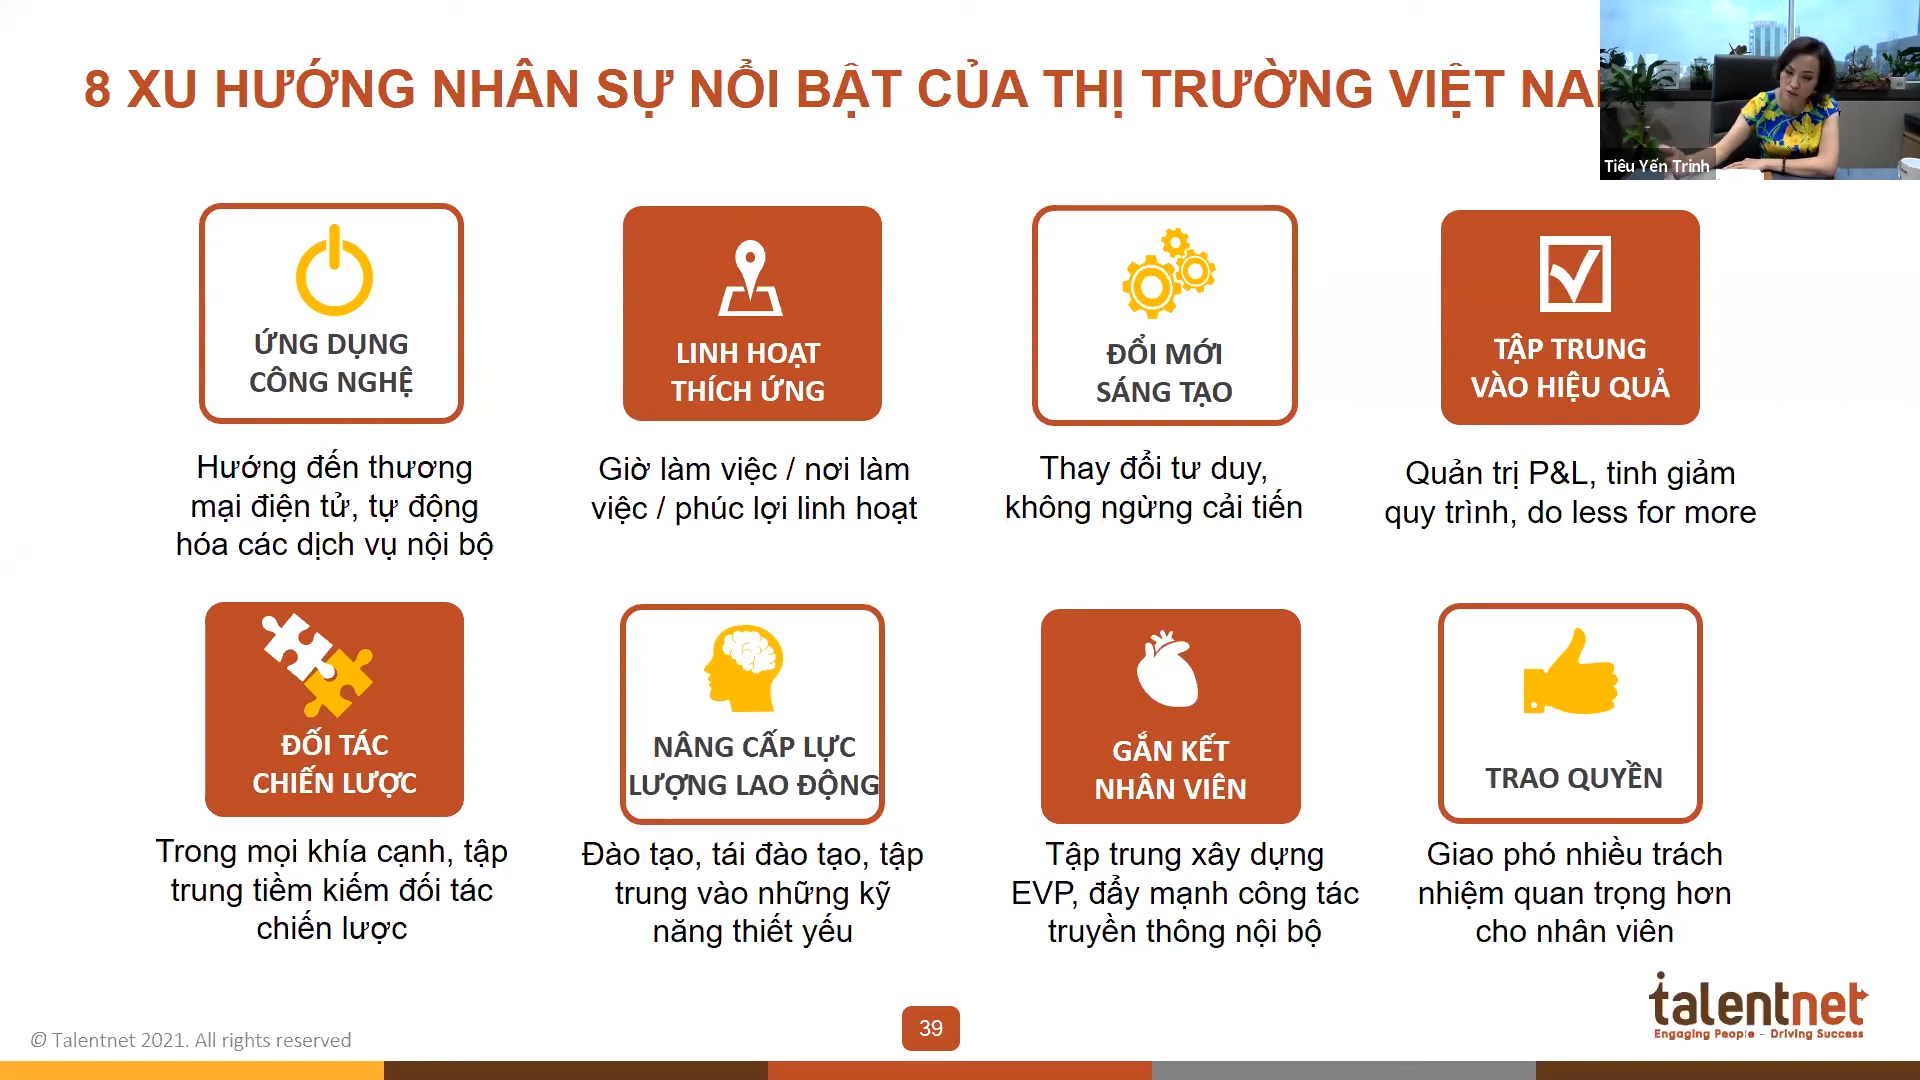 8 XU HƯỚNG NHÂN SỰ NỔI BẬT CỦA THỊ TRƯỜNG VIỆT
Tiêu Yến Trinh
ỨNG DỤNG
CÔNG NGHỆ
Hướng đến thương
mại điện tử, tự động
hóa các dịch vụ nội bộ
LINH HOẠT
THÍCH ỨNG
Giờ làm việc / nơi làm
việc / phúc lợi linh hoạt
ĐỔI MỚI
SÁNG TẠO
Thay đổi tư duy,
không ngừng cải tiến
TẬP TRUNG
VÀO HIỆU QUẢ
Quản trị P&L, tinh giảm
quy trình, do less for more
ĐỐI TÁC
CHIẾN LƯỢC
Trong mọi khía cạnh, tập
trung tiềm kiếm đối tác
chiến lược
NÂNG CẤP LỰC
LƯỢNG LAO ĐỘNG
Đào tạo, tái đào tạo, tập
trung vào những kỹ
năng thiết yếu
GẮN KẾT
NHÂN VIÊN
Tập trung xây dựng
EVP, đẩy mạnh công tác
truyền thông nội bộ
TRAO QUYỀN
Giao phó nhiều trách
nhiệm quan trọng hơn
cho nhân viên
© Talentnet 2021. All rights reserved
39
talentnet
Engaging People - Driving Success